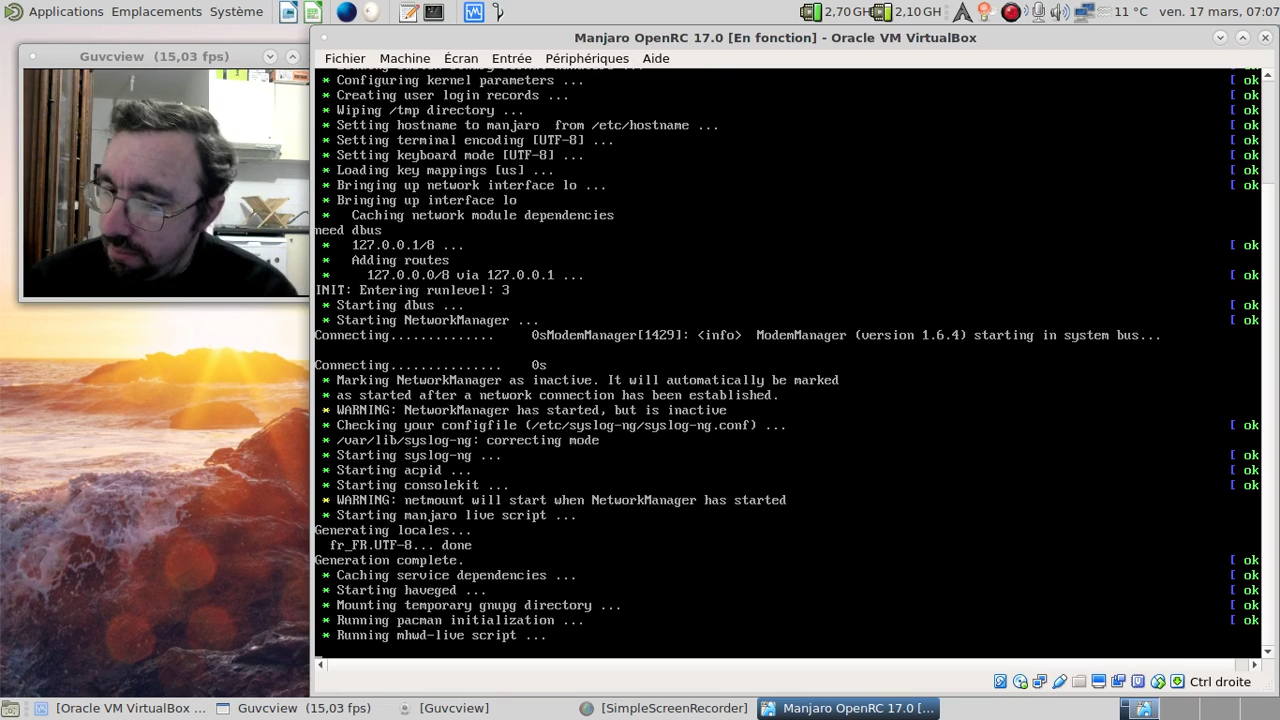 Applications Emplacements Système 2,70 GH 2,10 GH 11 °C ven. 17 mars, 07:07
Guvcview (15,03 fps)
Manjaro OpenRC 17.0 [En fonction] - Oracle VM VirtualBox
Fichier Machine Écran Entrée Périphériques Aide
* Configuring kernel parameters ... [ ok
* Creating user login records ... [ ok
* Wiping /tmp directory ... [ ok
* Setting hostname to manjaro from /etc/hostname ... [ ok
* Setting terminal encoding [UTF-8] ... [ ok
* Setting keyboard mode [UTF-8] ... [ ok
* Loading key mappings [us] ... [ ok
* Bringing up network interface lo ...
* Bringing up interface lo
* Caching network module dependencies
need dbus
* 127.0.0.1/8 ... [ ok
* Adding routes
* 127.0.0.0/8 via 127.0.0.1 ... [ ok
INIT: Entering runlevel: 3
* Starting dbus ... [ ok
* Starting NetworkManager ... [ ok
Connecting.............. 0sModemManager[1429]: <info> ModemManager (version 1.6.4) starting in system bus...
Connecting............... 0s
* Marking NetworkManager as inactive. It will automatically be marked
* as started after a network connection has been established.
* WARNING: NetworkManager has started, but is inactive
* Checking your configfile (/etc/syslog-ng/syslog-ng.conf) ... [ ok
* /var/lib/syslog-ng: correcting mode
* Starting syslog-ng ... [ ok
* Starting acpid ... [ ok
* Starting consolekit ... [ ok
* WARNING: netmount will start when NetworkManager has started
* Starting manjaro live script ...
Generating locales...
fr_FR.UTF-8... done
Generation complete. [ ok
* Caching service dependencies ... [ ok
* Starting haveged ... [ ok
* Mounting temporary gnupg directory ... [ ok
* Running pacman initialization ... [ ok
* Running mhwd-live script ...
Ctrl droite
[Oracle VM VirtualBox ... Guvcview (15,03 fps) [Guvcview] [SimpleScreenRecorder] Manjaro OpenRC 17.0 [...